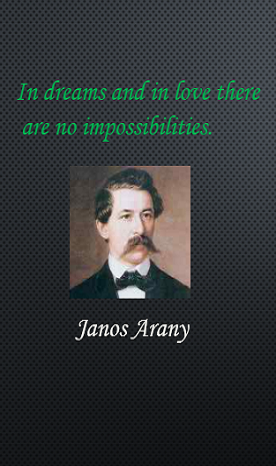 In dreams and in love there
are no impossibilities.
Janos Arany